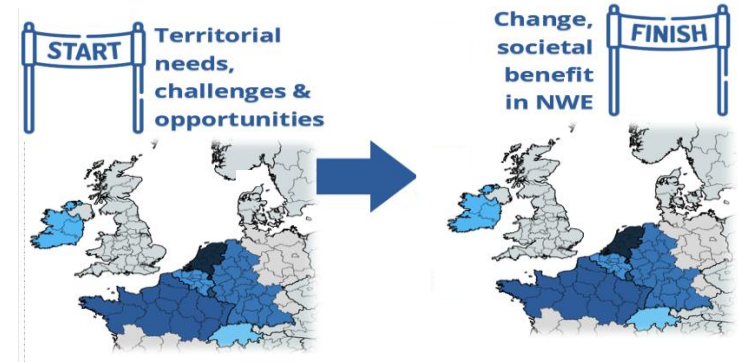 START
Territorial
needs,
challenges &
opportunities
Change,
societal
benefit
in NWE
FINISH